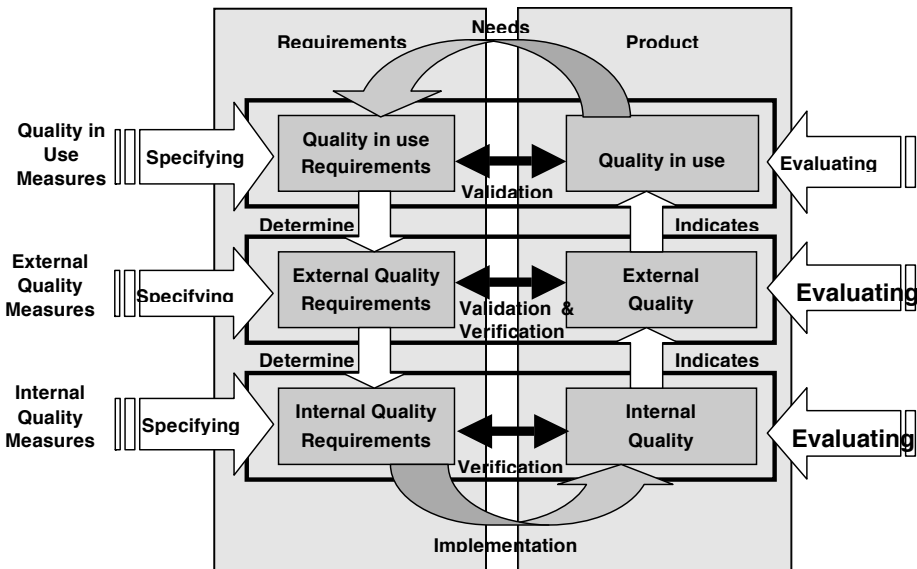 Needs
Requirements
Product
Quality in
Use
Measures
Specifying
Quality in use
Requirements
Validation
Quality in use
Evaluating
Determine
Indicates
External
Quality
Measures
Specifying
External Quality
Requirements
Validation &
Verification
External
Quality
Evaluating
Determine
Indicates
Internal
Quality
Measures
Specifying
Internal Quality
Requirements
Verification
Internal
Quality
Evaluating
Implementation